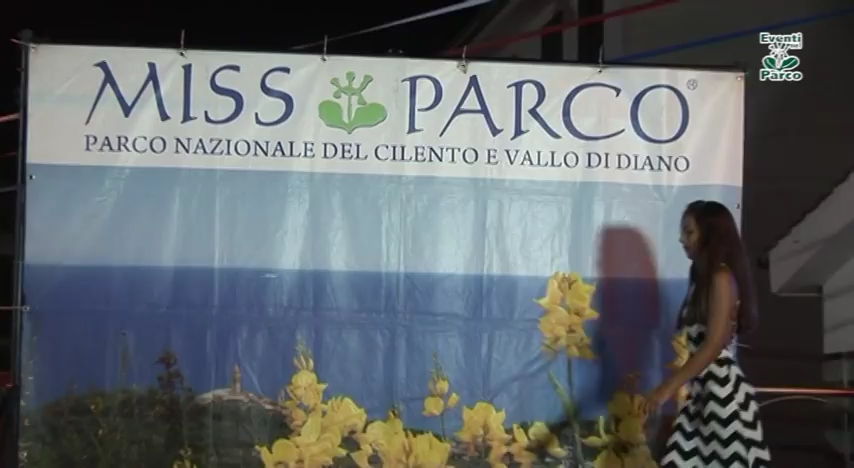 MISS PARCO®
PARCO NAZIONALE DEL CILENTO E VALLO DI DIANO
Eventi
Parco